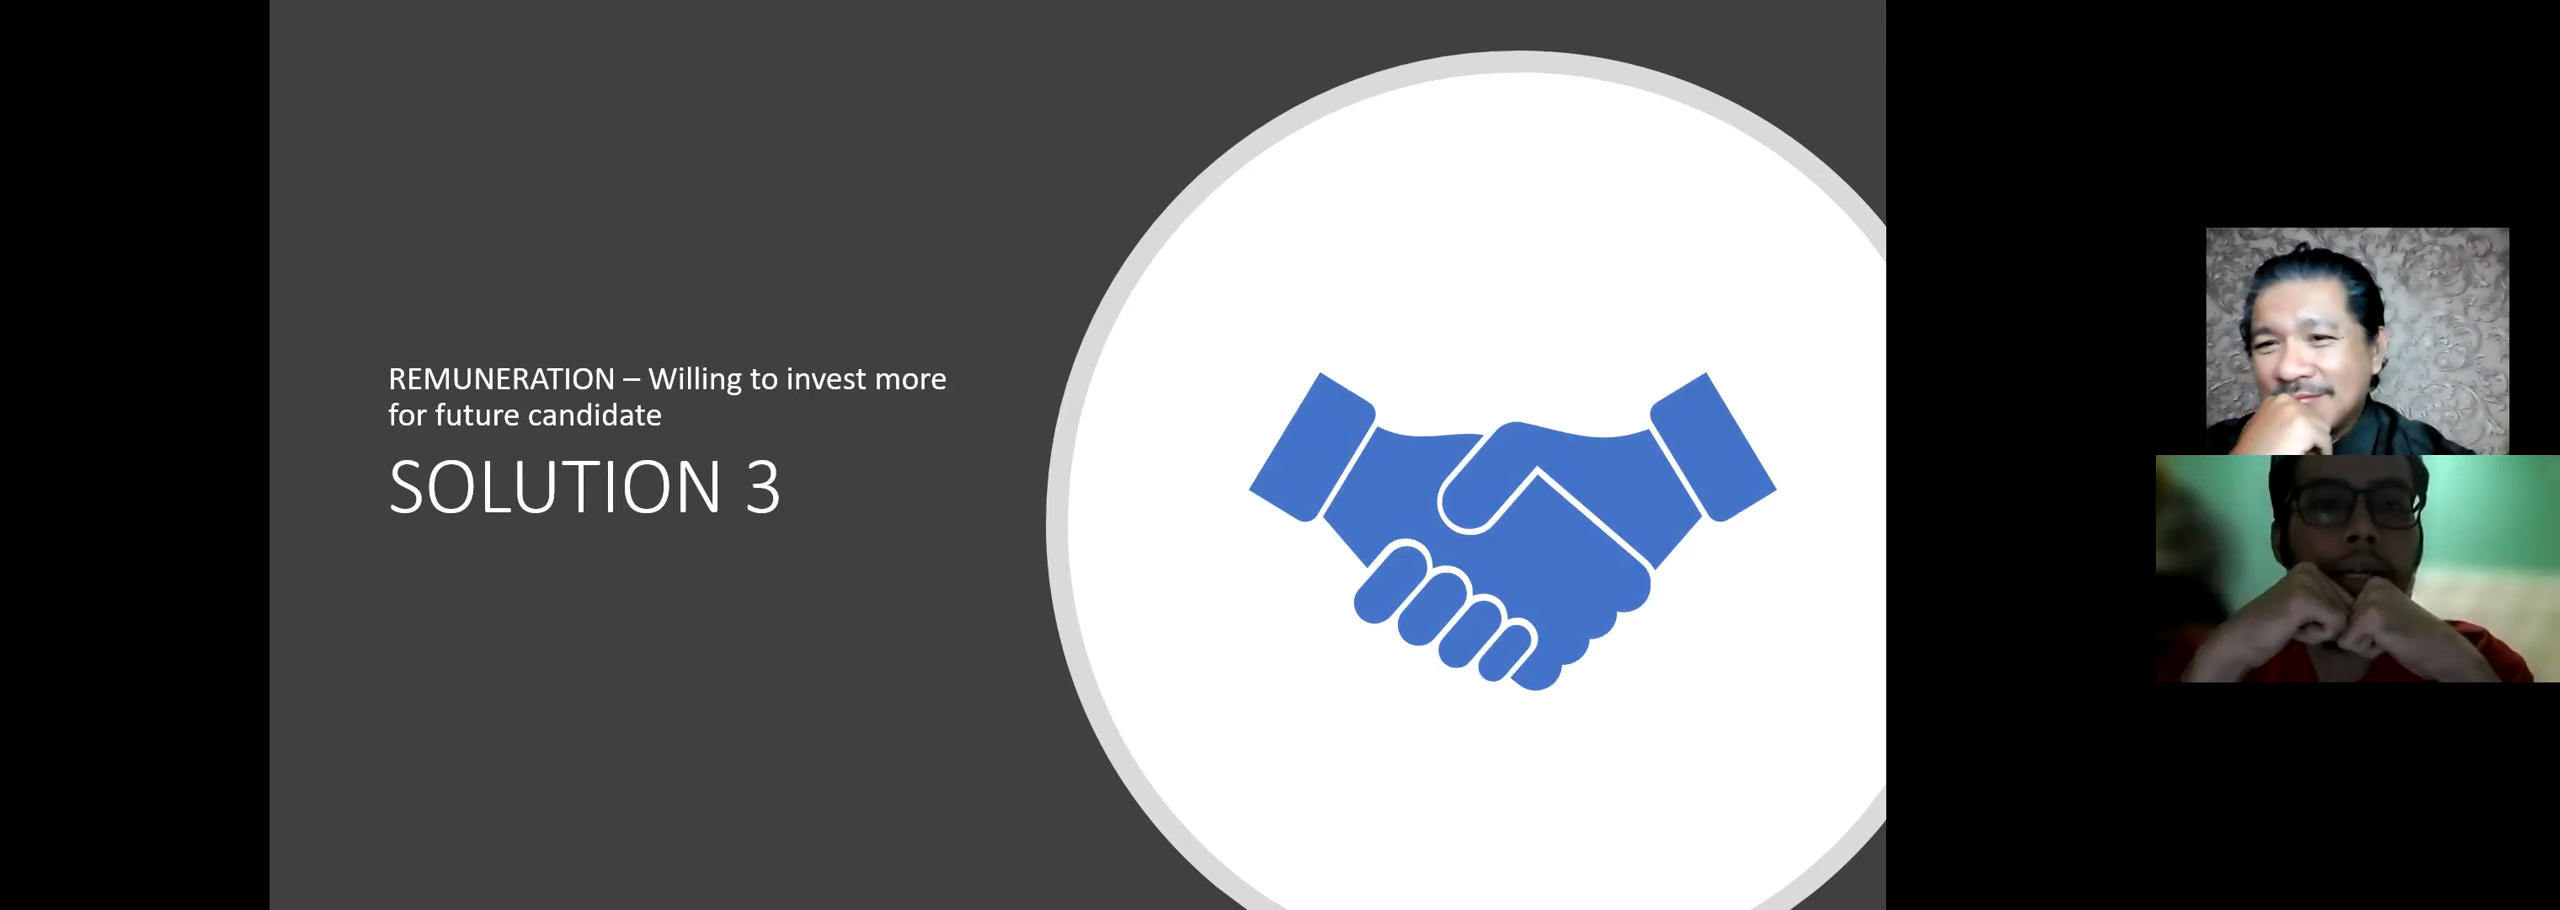 REMUNERATION – Willing to invest more
for future candidate
SOLUTION 3